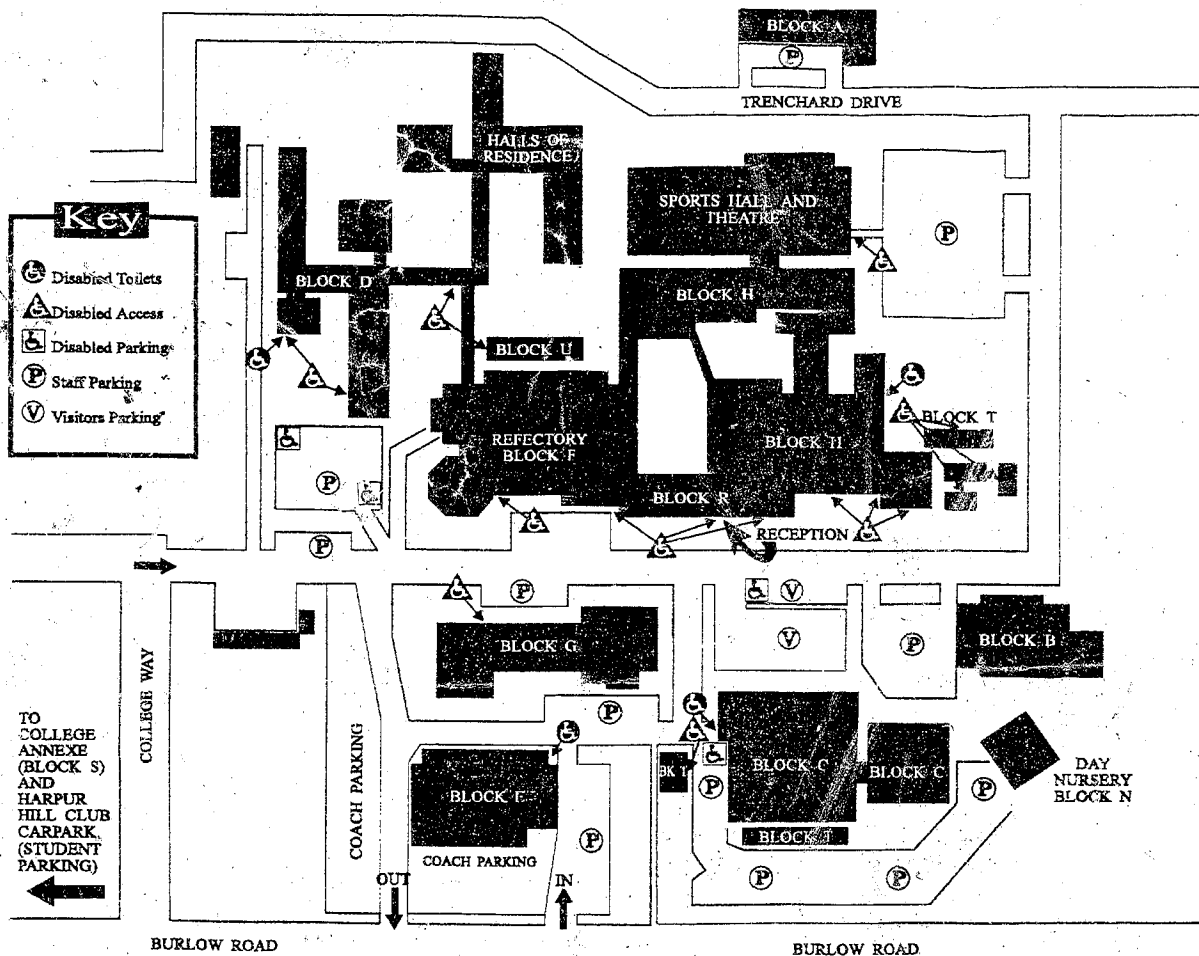 BLOCK A
P
TRENCHARD DRIVE
HALLS OF
RESIDENCE
SPORTS HALL AND
THEATRE
P
Key
Disabled Toilets
Disabled Access
Disabled Parking
P Staff Parking
V Visitors Parking
BLOCK D
BLOCK H
BLOCK U
BLOCK T
REFECTORY
BLOCK F
BLOCK H
P
BLOCK R
RECEPTION
P
P
V
BLOCK G
V
P
BLOCK B
COLLEGE WAY
COACH PARKING
P
TO
COLLEGE
ANNEXE
(BLOCK S)
AND
HARPUR
HILL CLUB
CARPARK
(STUDENT
PARKING)
BLOCK E
BLOCK C
BLOCK C
P
P
DAY
NURSERY
BLOCK N
P
COACH PARKING
OUT
IN
P
P
BURLOW ROAD
BURLOW ROAD